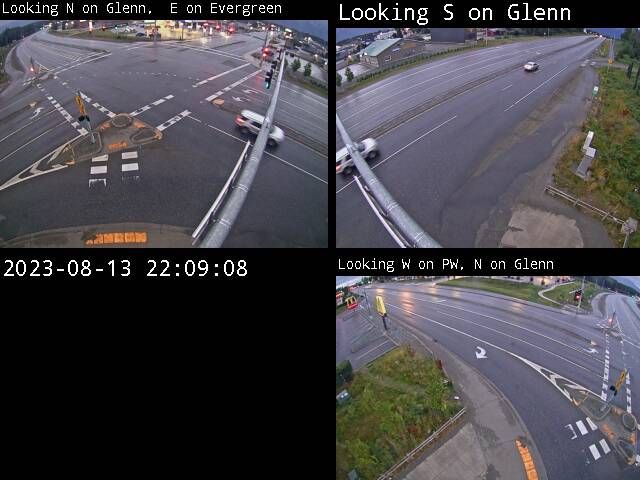 Looking N on Glenn,  E on Evergreen
Looking S on Glenn
2023-08-13 22:09:08
Looking W on PW, N on Glenn